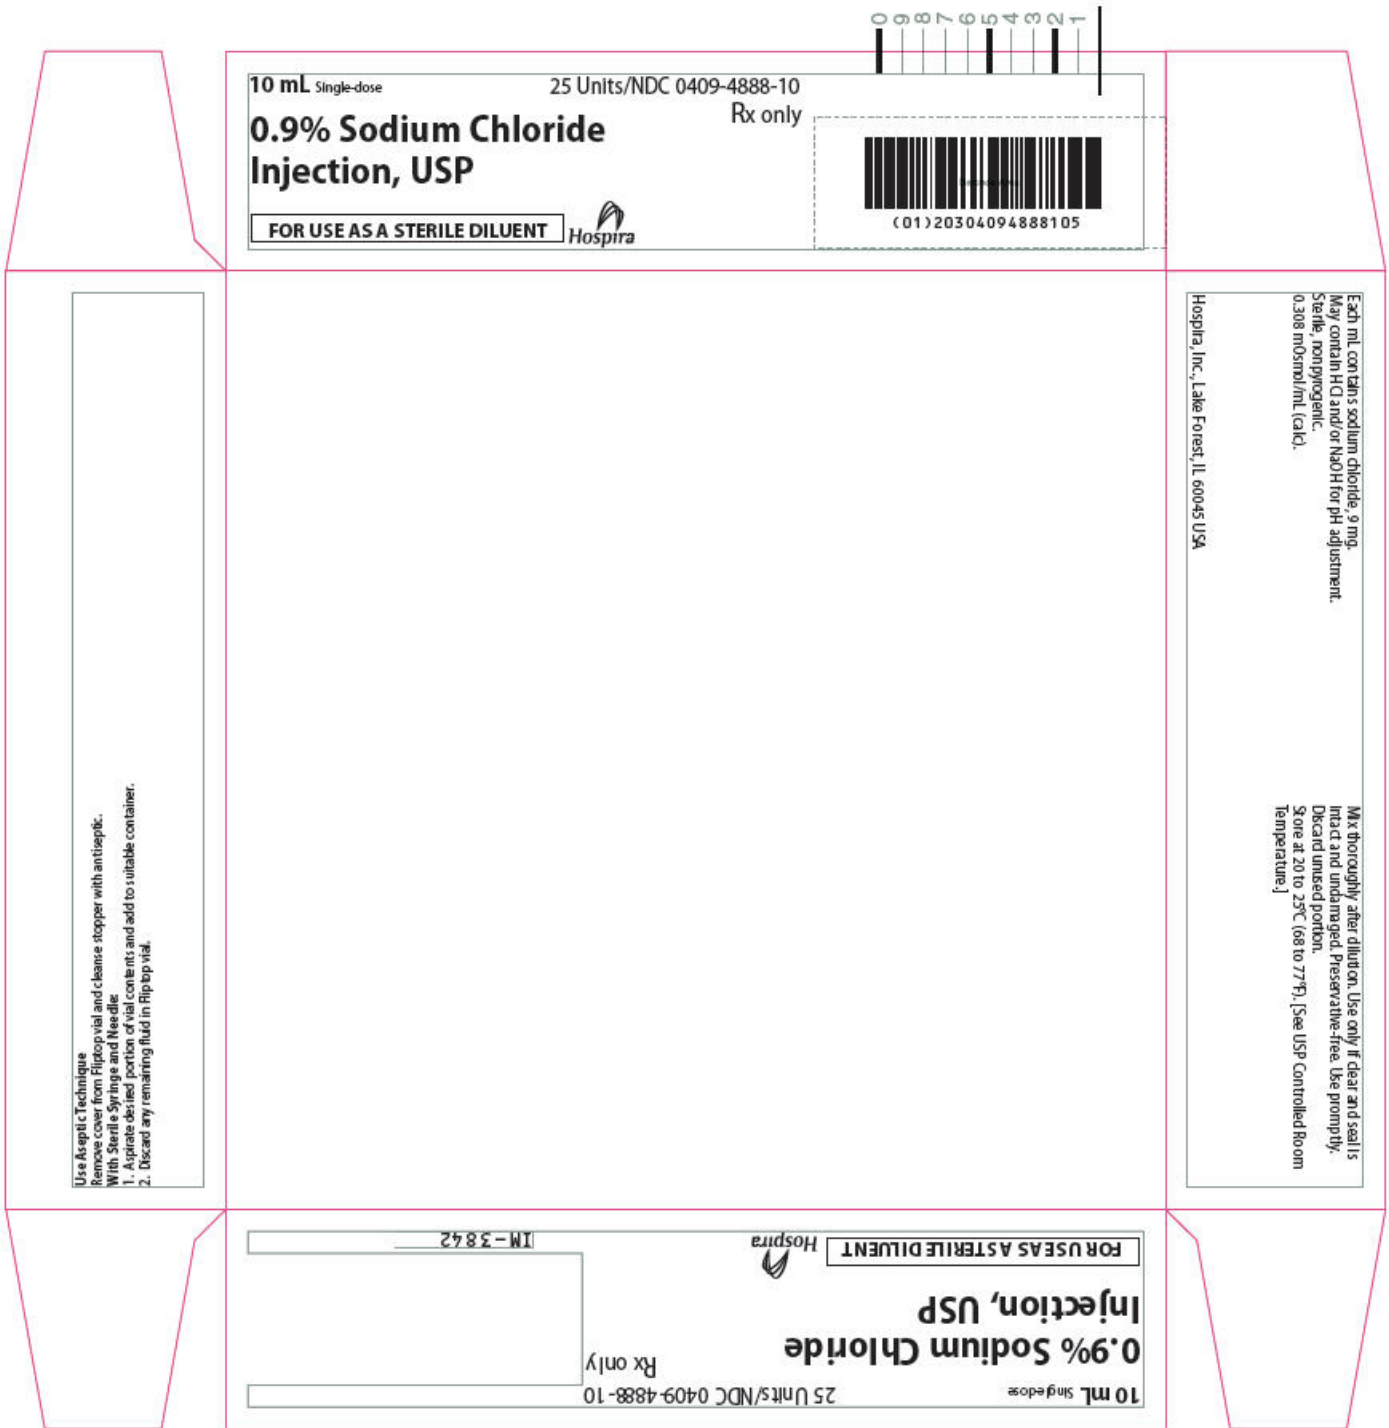 0 9 8 7 6 5 4 3 2 1
10 mL Single-dose 25 Units/NDC 0409-4888-10
Rx only
0.9% Sodium Chloride
Injection, USP
FOR USE AS A STERILE DILUENT Hospira
(01)20304094888105
Each mL contains sodium chloride, 9 mg.
May contain HCl and/or NaOH for pH adjustment.
Sterile, nonpyrogenic.
0.308 mOsmol/mL (calc).
Hospira, Inc., Lake Forest, IL 60045 USA
Mix thoroughly after dilution. Use only if clear and seal is
intact and undamaged. Preservative-free. Use promptly.
Discard unused portion.
Store at 20 to 25°C (68 to 77°F). [See USP Controlled Room
Temperature.]
Use Aseptic Technique
Remove cover from Fliptop vial and cleanse stopper with antiseptic.
With Sterile Syringe and Needle:
1. Aspirate desired portion of vial contents and add to suitable container.
2. Discard any remaining fluid in Fliptop vial.
10 mL Single-dose 25 Units/NDC 0409-4888-10
Rx only
0.9% Sodium Chloride
Injection, USP
FOR USE AS A STERILE DILUENT Hospira
IM-3842